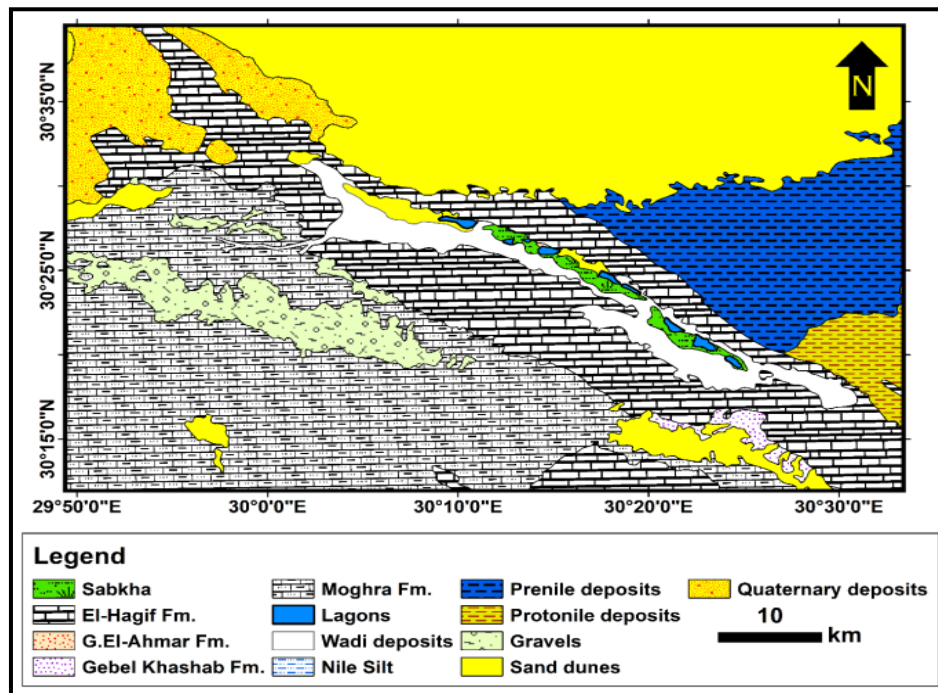 N
30°35'0"N
30°25'0"N
30°15'0"N
29°50'0"E 30°0'0"E 30°10'0"E 30°20'0"E 30°30'0"E
Legend
Sabkha Moghra Fm. Prenile deposits Quaternary deposits
El-Hagif Fm. Lagons Protonile deposits 10
G.El-Ahmar Fm. Wadi deposits Gravels km
Gebel Khashab Fm. Nile Silt Sand dunes